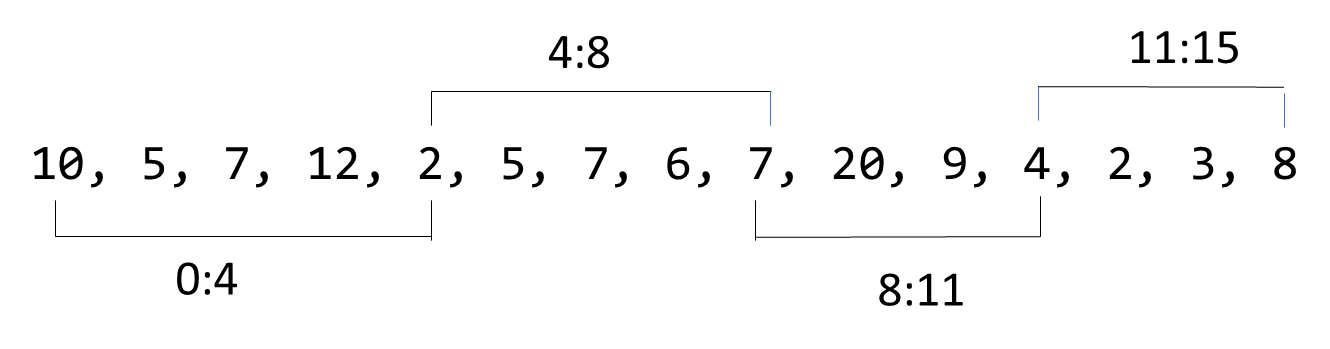 4:8
11:15
10, 5, 7, 12, 2, 5, 7, 6, 7, 20, 9, 4, 2, 3, 8
0:4
8:11